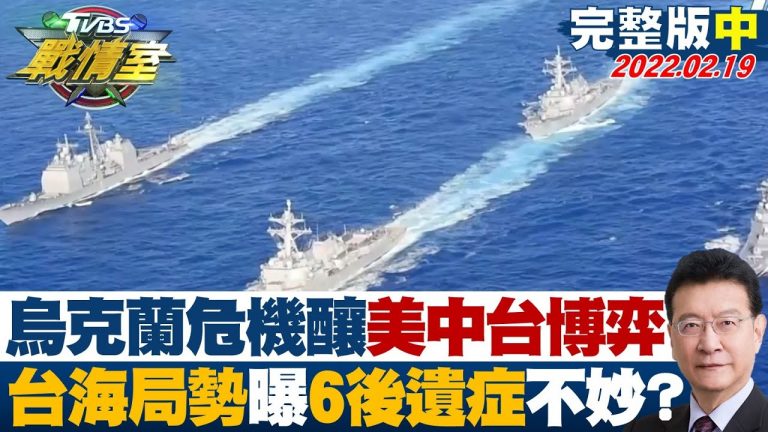 TVBS
戰情室
完整版中
2022.02.19
烏克蘭危機釀美中台博弈
台海局勢曝6後遺症不妙?